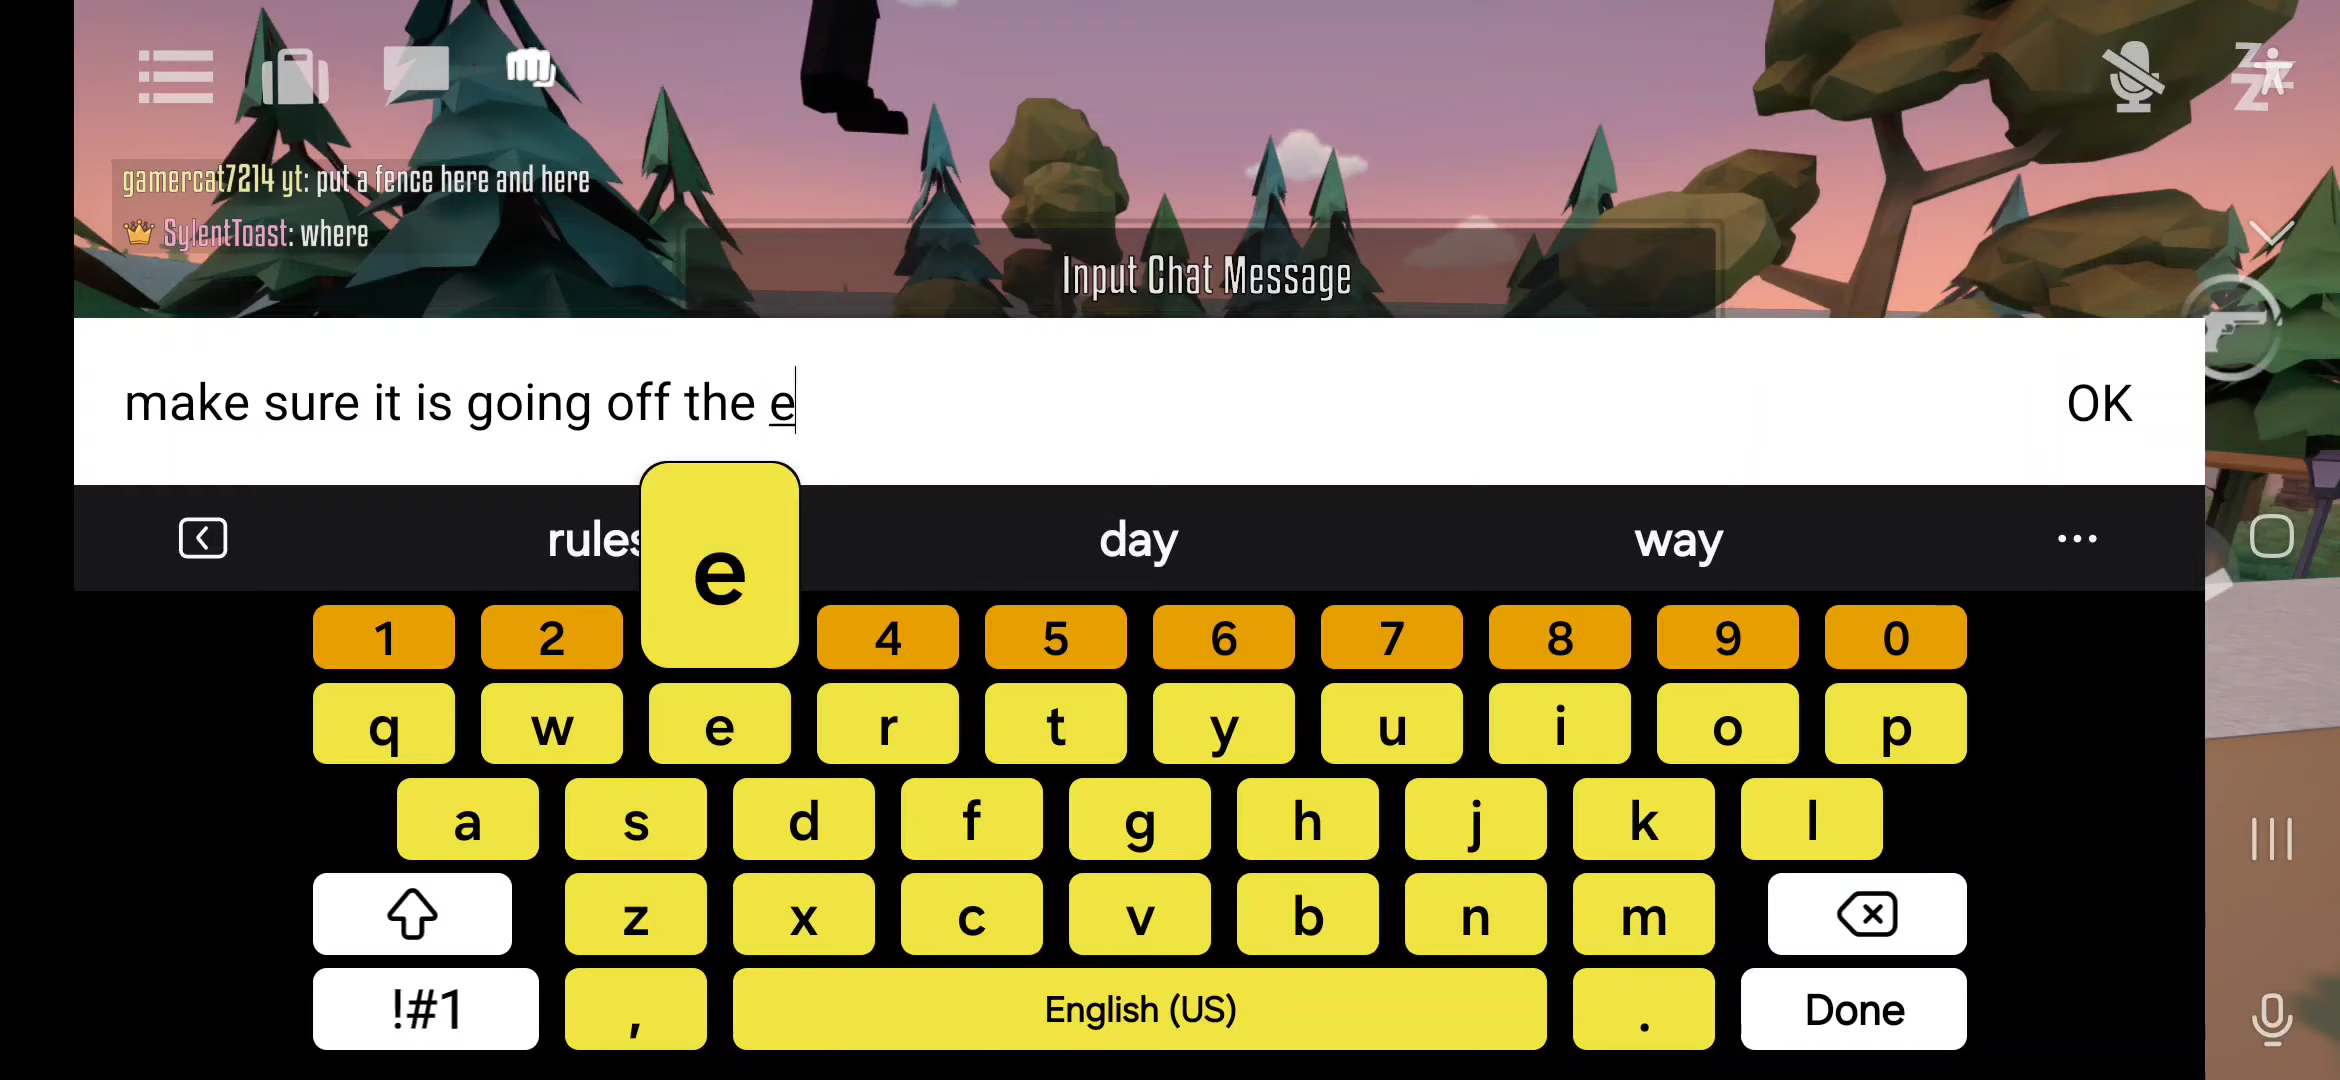 gamercat7214 yt: put a fence here and here
SylentToast: where
Input Chat Message
make sure it is going off the e
OK
rules
day
way
e
1 2 4 5 6 7 8 9 0
q w e r t y u i o p
a s d f g h j k l
z x c v b n m
!#1 , English (US) . Done